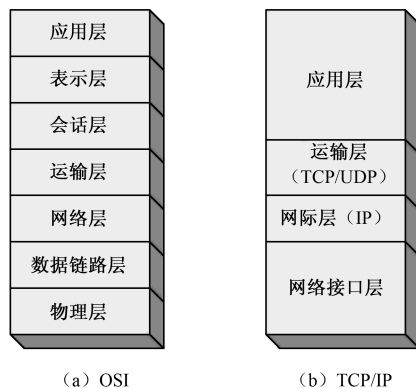 应用层
表示层
会话层
运输层
网络层
数据链路层
物理层
(a) OSI
应用层
运输层
(TCP/UDP)
网际层(IP)
网络接口层
(b) TCP/IP